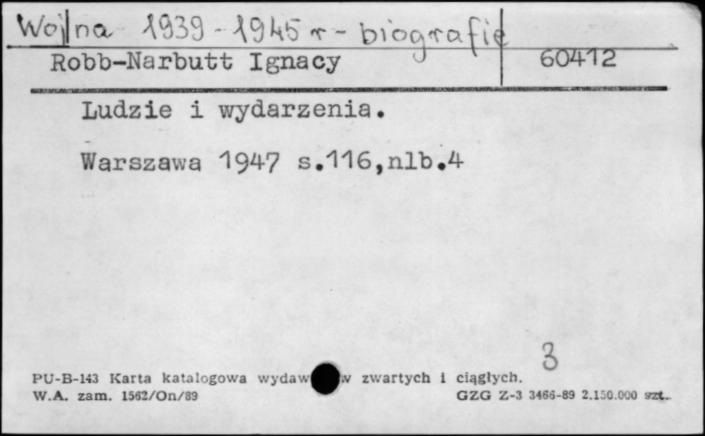 Wojna 1939-1945 r - biografie
Robb-Narbutt Ignacy 60412
Ludzie i wydarzenia.
Warszawa 1947 s.116,nlb.4
3
PU-B-143 Karta katalogowa wydaw w zwartych i ciągłych.
W.A. zam. 1562/On/89 GZG Z-3 3466-89 2.150.000 szt.